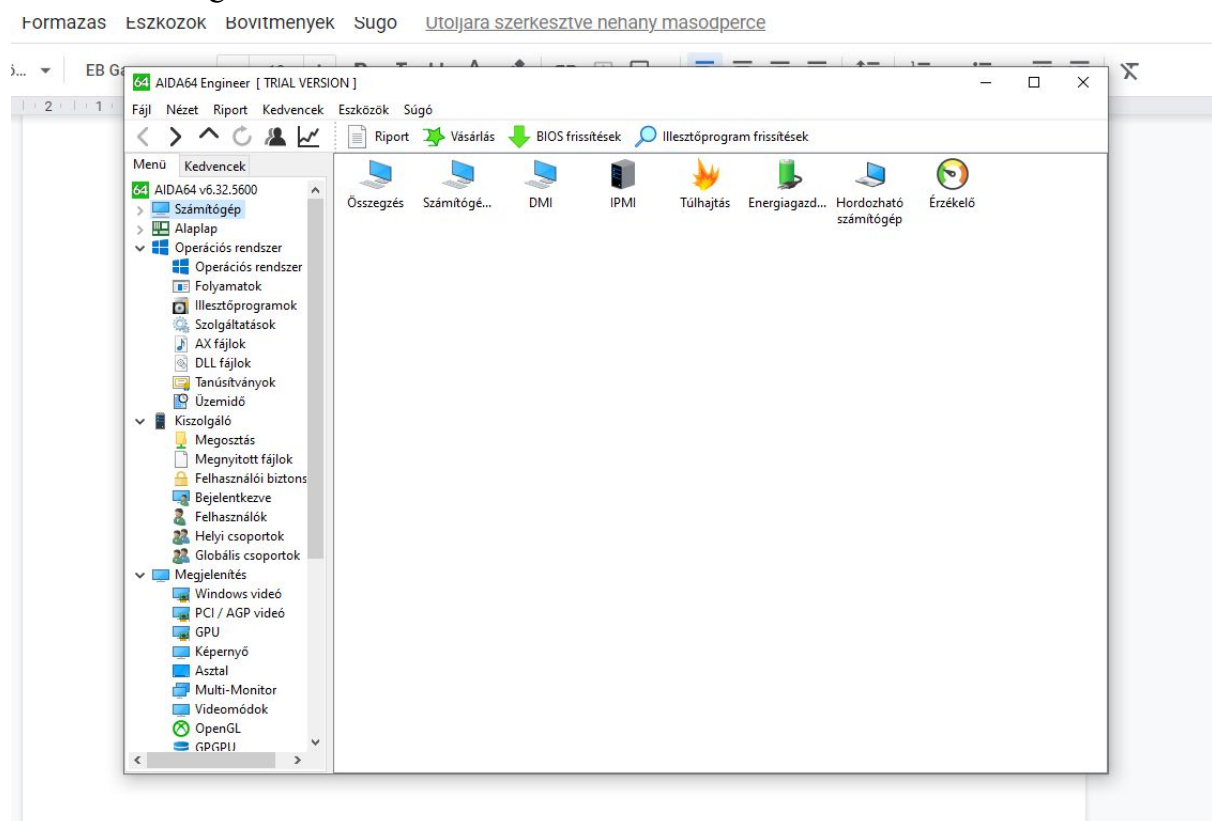 Formázás Eszközök Bővítmények Súgó Utoljára szerkesztve néhány másodperce
EB
2 1
64 AIDA64 Engineer [ TRIAL VERSION ]
Fájl Nézet Riport Kedvencek Eszközök Súgó
Riport Vásárlás BIOS frissítések Illesztőprogram frissítések
Menü Kedvencek
64 AIDA64 v6.32.5600
Számítógép
Alaplap
Operációs rendszer
Operációs rendszer
Folyamatok
Illesztőprogramok
Szolgáltatások
AX fájlok
DLL fájlok
Tanúsítványok
Üzemidő
Kiszolgáló
Megosztás
Megnyitott fájlok
Felhasználói biztons
Bejelentkezve
Felhasználók
Helyi csoportok
Globális csoportok
Megjelenítés
Windows videó
PCI / AGP videó
GPU
Képernyő
Asztal
Multi-Monitor
Videomódok
OpenGL
GPGPU
Összegzés Számítógé... DMI IPMI Túlhajtás Energiagazd... Hordozható Érzékelő
számítógép